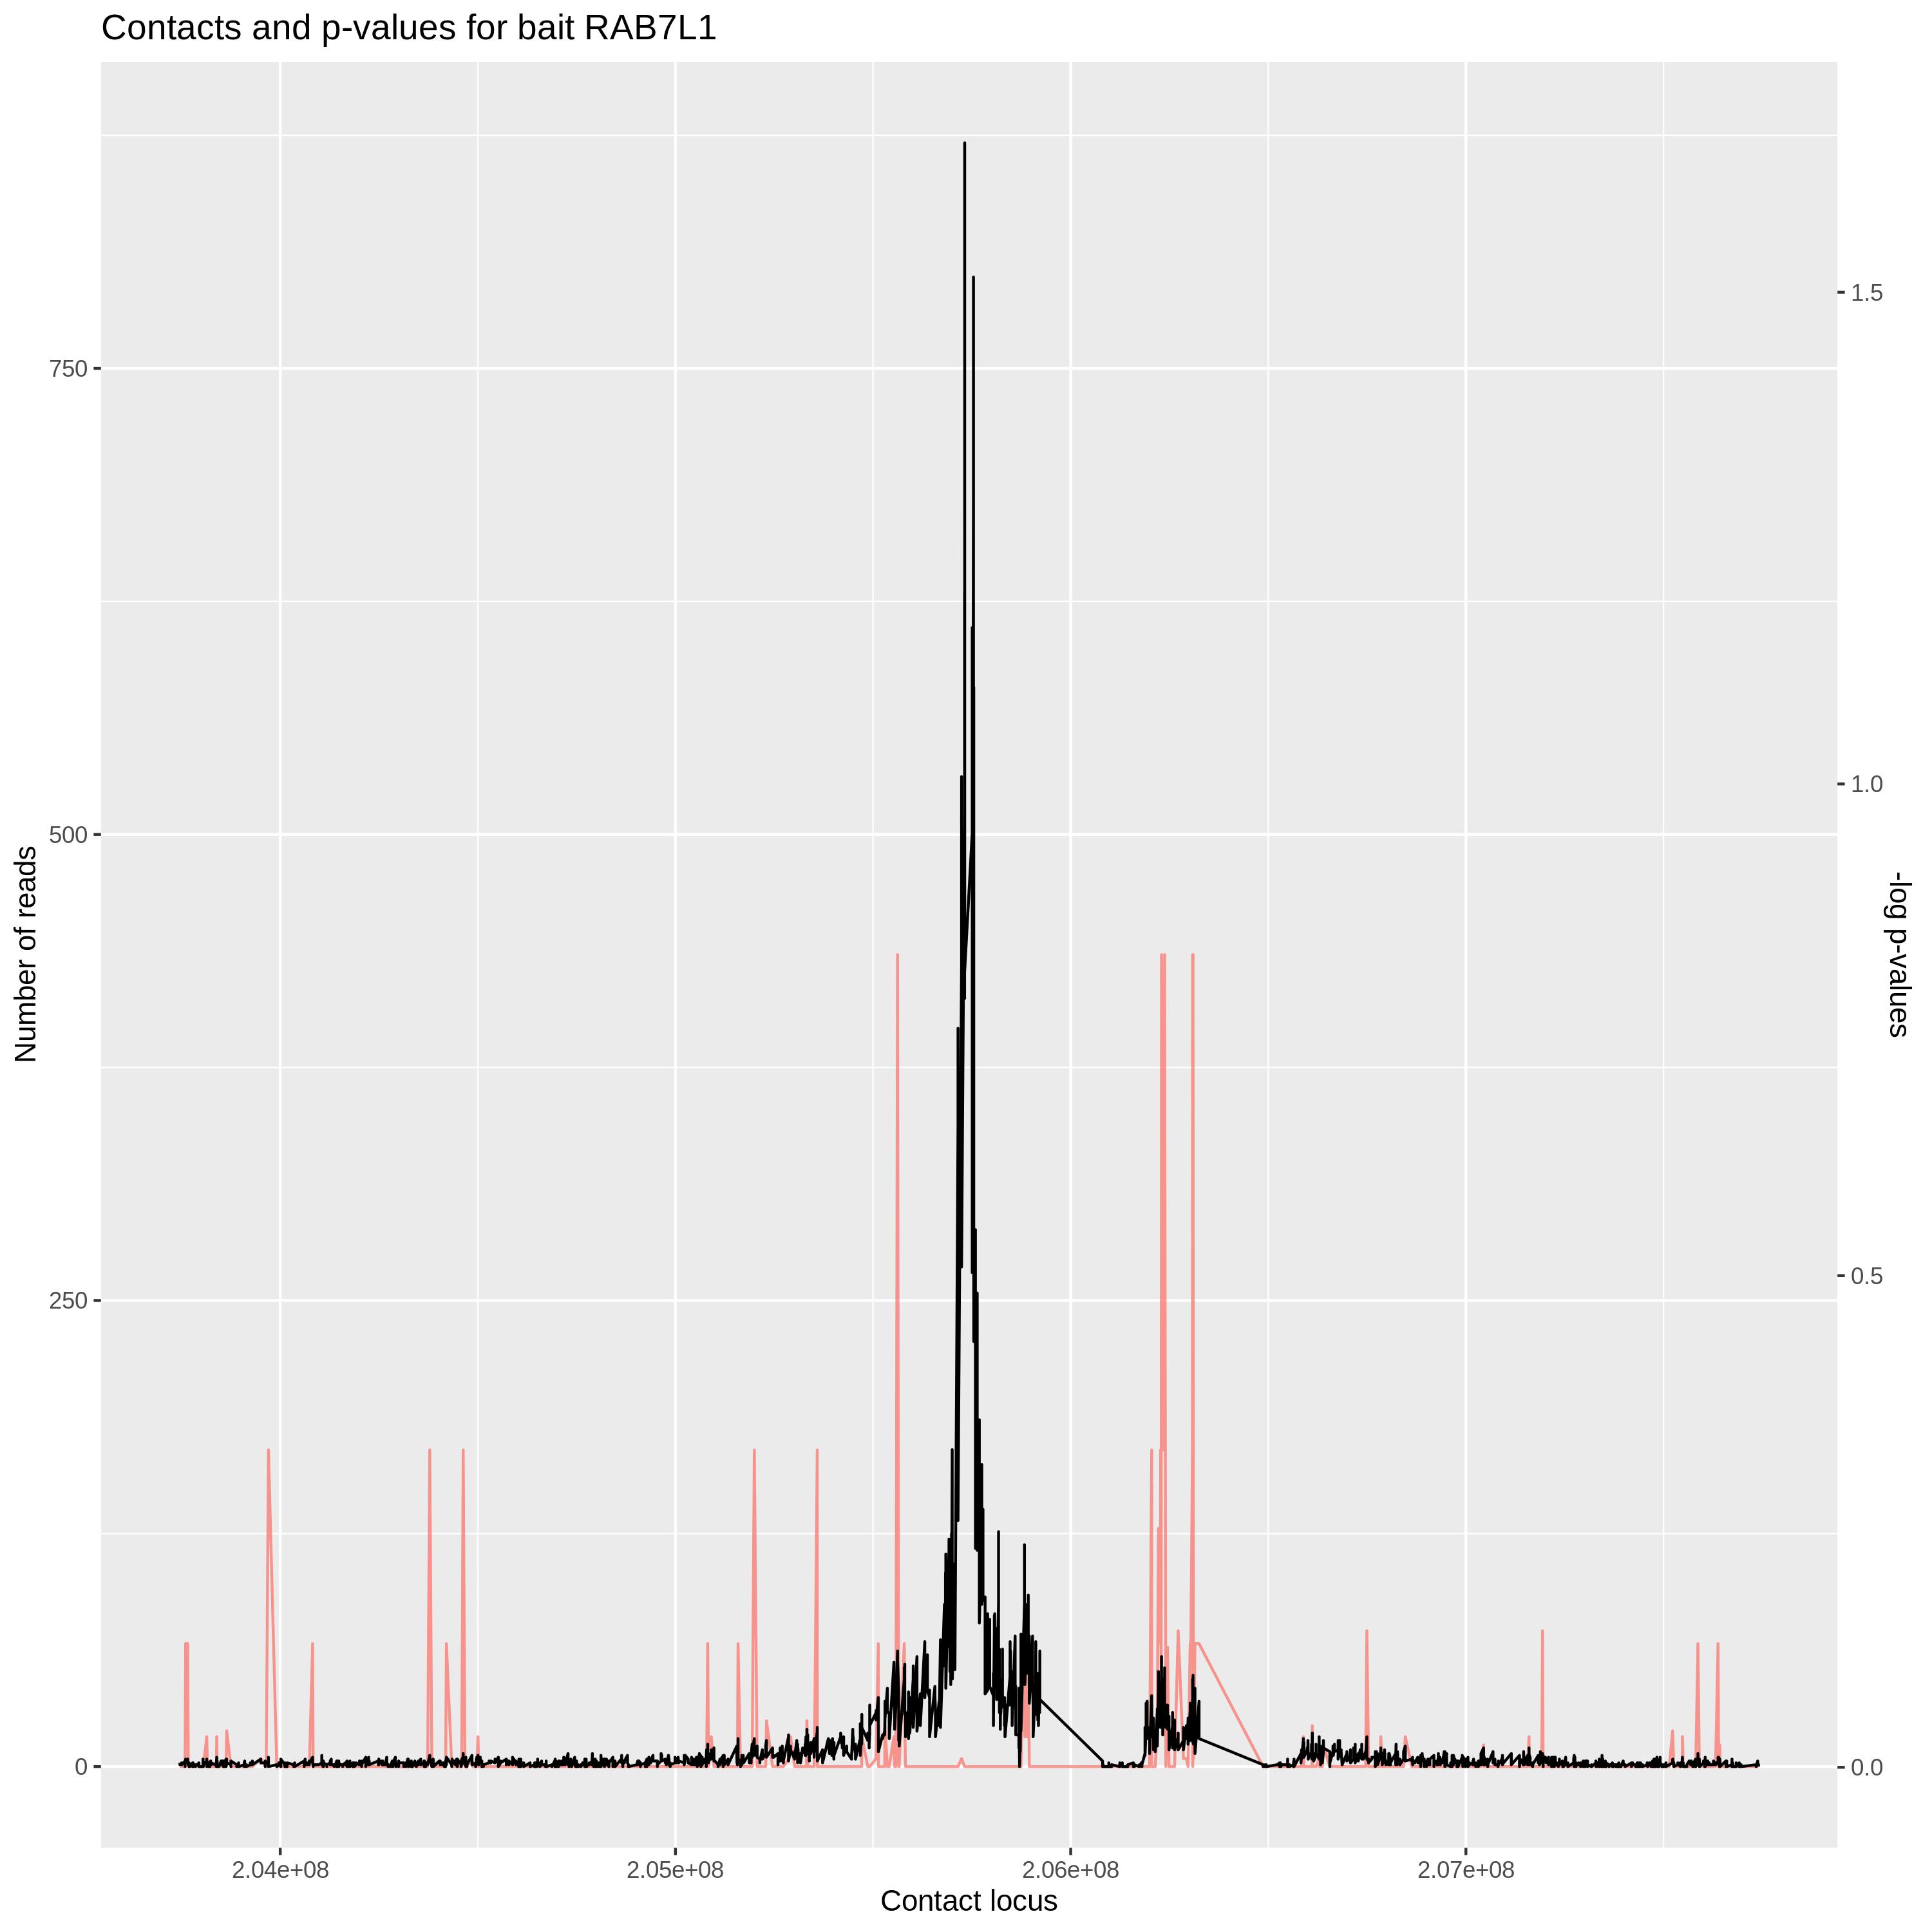 Contacts and p-values for bait RAB7L1
Number of reads
750
500
250
0
1.5
1.0
0.5
0.0
-log p-values
2.04e+08
2.05e+08
2.06e+08
2.07e+08
Contact locus